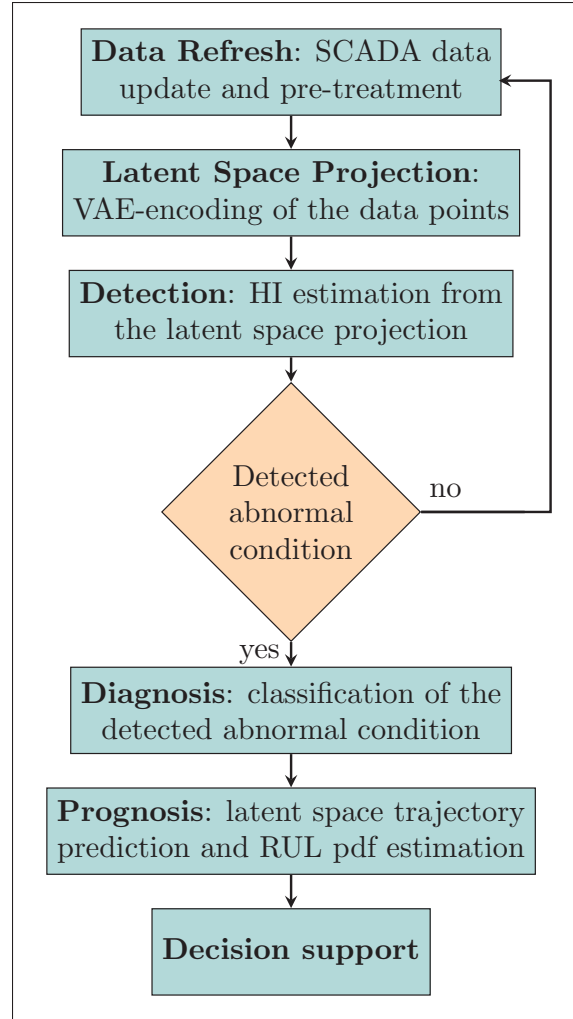 Data Refresh: SCADA data
update and pre-treatment
Latent Space Projection:
VAE-encoding of the data points
Detection: HI estimation from
the latent space projection
Detected
abnormal
condition
no
yes
Diagnosis: classification of the
detected abnormal condition
Prognosis: latent space trajectory
prediction and RUL pdf estimation
Decision support